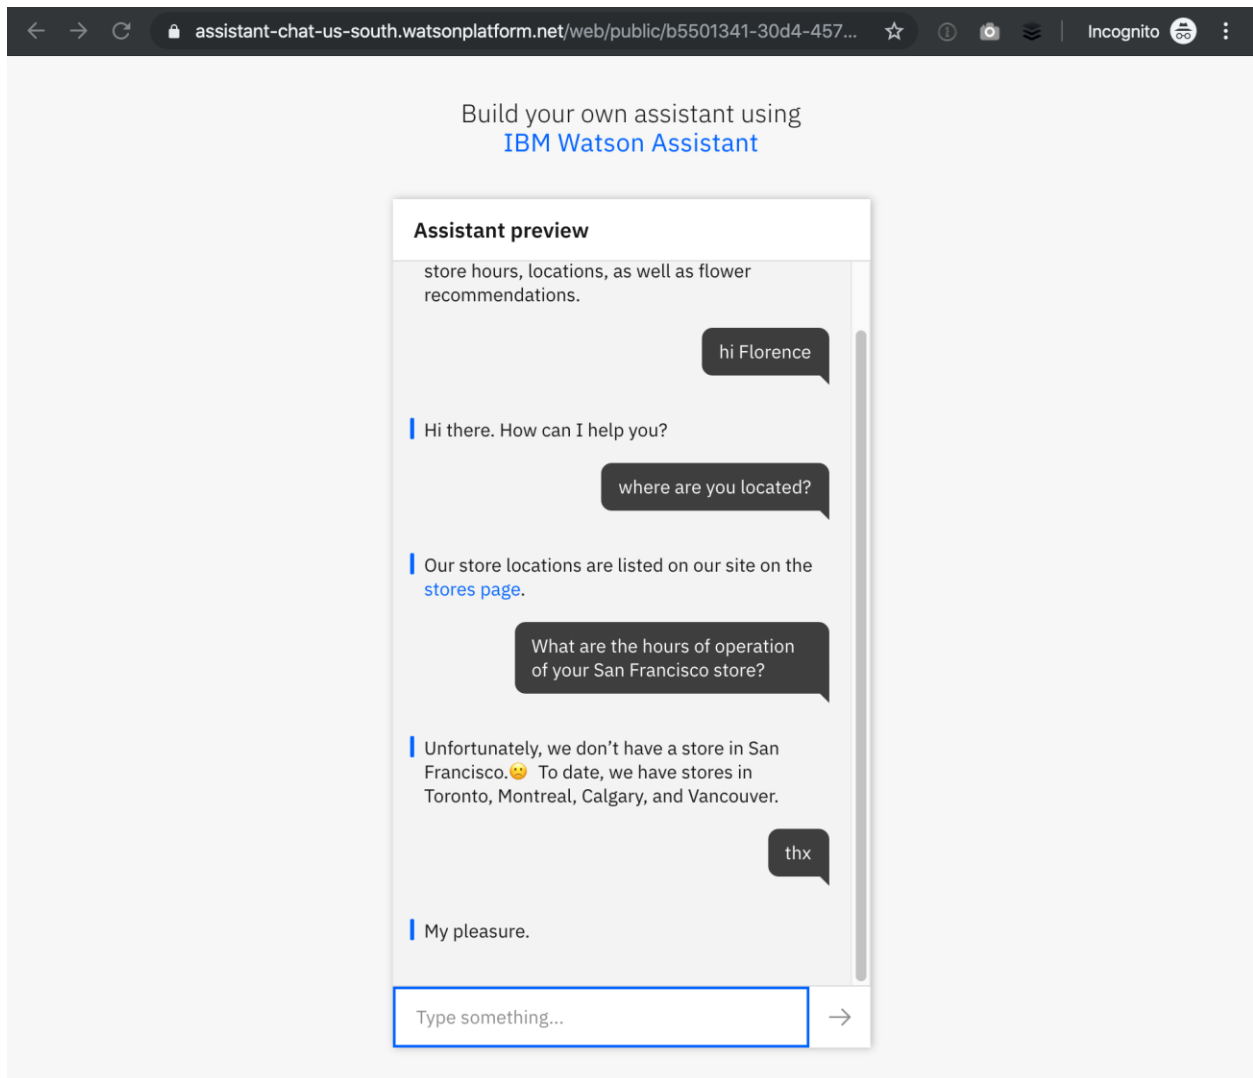 assistant-chat-us-south.watsonplatform.net/web/public/b5501341-30d4-457...
Incognito
Build your own assistant using
IBM Watson Assistant
Assistant preview
store hours, locations, as well as flower
recommendations.
hi Florence
Hi there. How can I help you?
where are you located?
Our store locations are listed on our site on the
stores page.
What are the hours of operation
of your San Francisco store?
Unfortunately, we don’t have a store in San
Francisco.🙁 To date, we have stores in
Toronto, Montreal, Calgary, and Vancouver.
thx
My pleasure.
Type something...